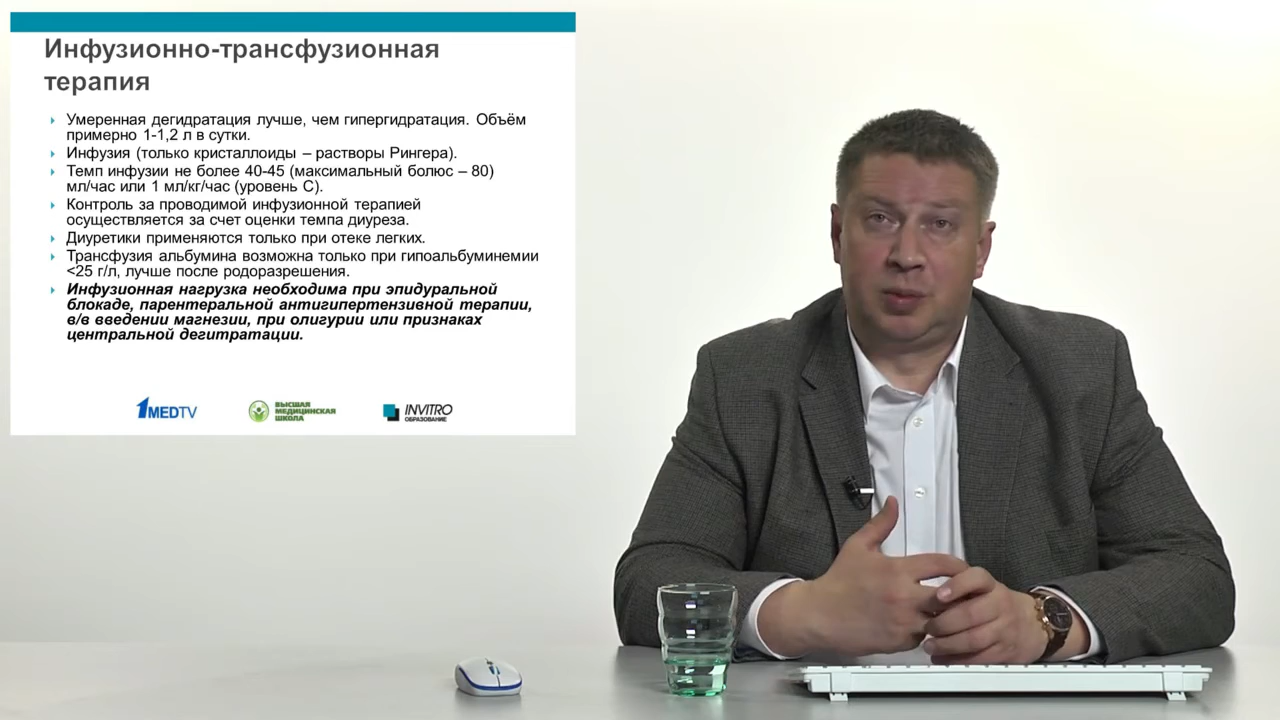 Инфузионно-трансфузионная
терапия
Умеренная дегидратация лучше, чем гипергидратация. Объём
примерно 1-1,2 л в сутки.
Инфузия (только кристаллоиды – растворы Рингера).
Темп инфузии не более 40-45 (максимальный болюс – 80)
мл/час или 1 мл/кг/час (уровень С).
Контроль за проводимой инфузионной терапией
осуществляется за счет оценки темпа диуреза.
Диуретики применяются только при отеке легких.
Трансфузия альбумина возможна только при гипоальбуминемии
<25 г/л, лучше после родоразрешения.
Инфузионная нагрузка необходима при эпидуральной
блокаде, парентеральной антигипертензивной терапии,
в/в введении магнезии, при олигурии или признаках
центральной дегитратации.
1MEDTV
ВЫСШАЯ
МЕДИЦИНСКАЯ
ШКОЛА
INVITRO
ОБРАЗОВАНИЕ